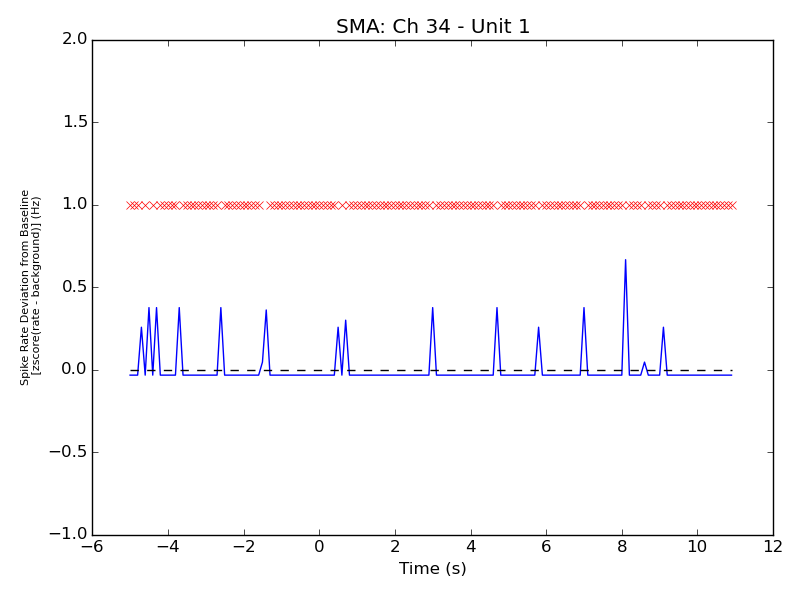 SMA: Ch 34 - Unit 1
2.0
1.5
1.0
0.5
0.0
−0.5
−1.0
Spike Rate Deviation from Baseline
[zscore(rate - background)] (Hz)
−6 −4 −2 0 2 4 6 8 10 12
Time (s)